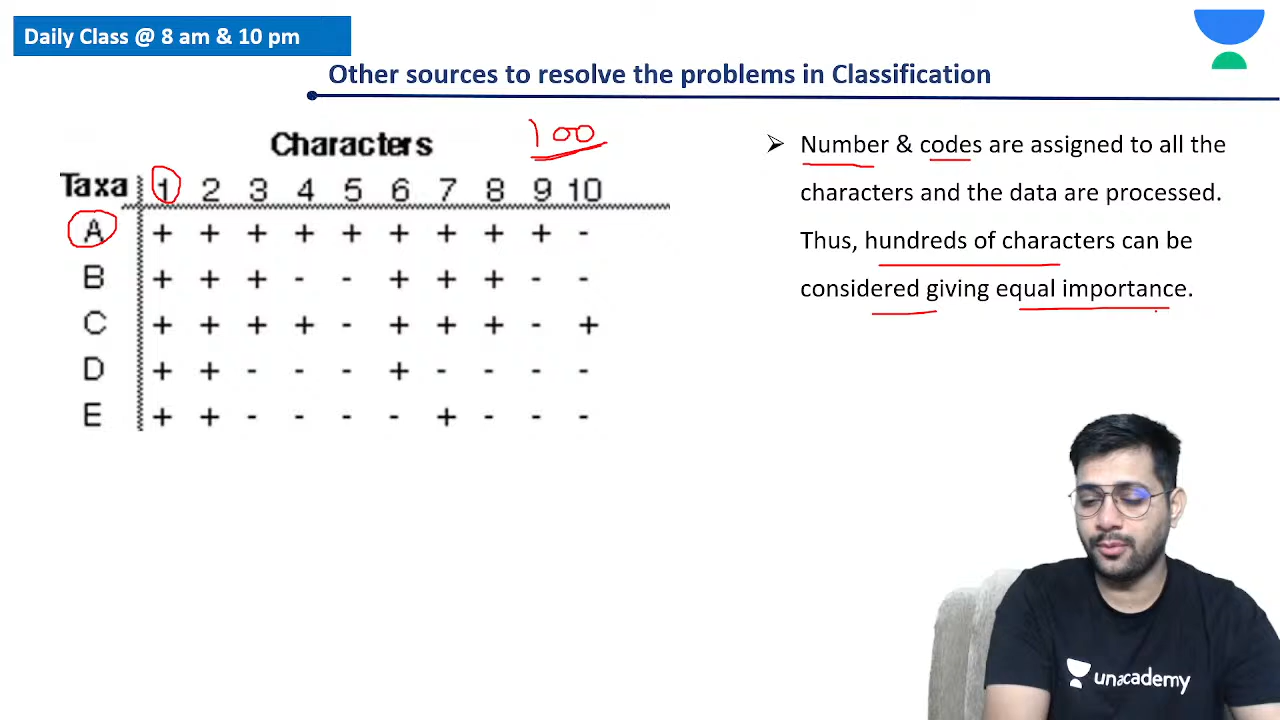 Daily Class @ 8 am & 10 pm
Other sources to resolve the problems in Classification
Characters 100
Taxa 1 2 3 4 5 6 7 8 9 10
A + + + + + + + + + -
B + + + - - + + + - -
C + + + + - + + + - +
D + + - - - + - - - -
E + + - - - - + - - -
➢ Number & codes are assigned to all the
characters and the data are processed.
Thus, hundreds of characters can be
considered giving equal importance.
unacademy